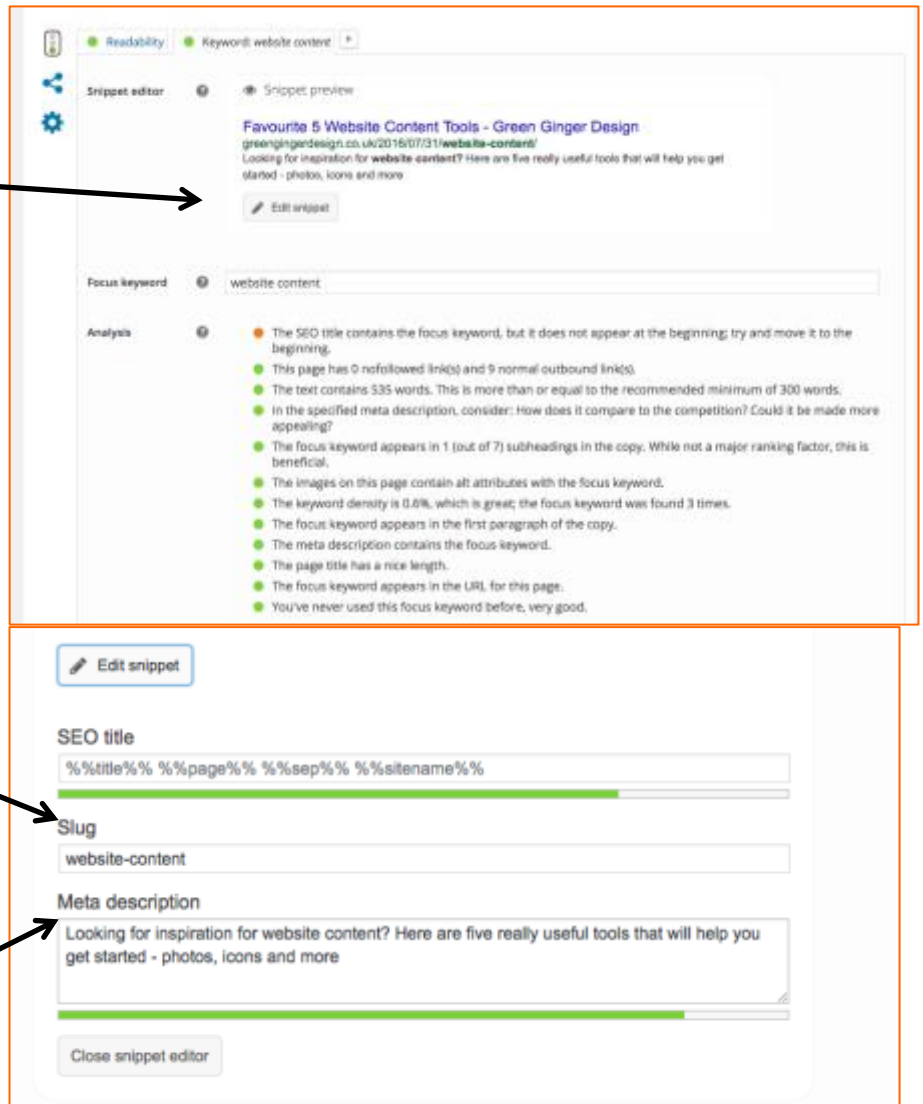 Readability
Keyword: website content
Snippet editor
Snippet preview
Favourite 5 Website Content Tools - Green Ginger Design
greengingerdesign.co.uk/2016/07/31/website-content/
Looking for inspiration for website content? Here are five really useful tools that will help you get
started - photos, icons and more
Edit snippet
Focus keyword
website content
Analysis
The SEO title contains the focus keyword, but it does not appear at the beginning; try and move it to the
beginning.
This page has 0 nofollowed link(s) and 9 normal outbound link(s).
The text contains 535 words. This is more than or equal to the recommended minimum of 300 words.
In the specified meta description, consider: How does it compare to the competition? Could it be made more
appealing?
The focus keyword appears in 1 (out of 7) subheadings in the copy. While not a major ranking factor, this is
beneficial.
The images on this page contain alt attributes with the focus keyword.
The keyword density is 0.6%, which is great; the focus keyword was found 3 times.
The focus keyword appears in the first paragraph of the copy.
The meta description contains the focus keyword.
The page title has a nice length.
The focus keyword appears in the URL for this page.
You've never used this focus keyword before, very good.
Edit snippet
SEO title
%%title%% %%page%% %%sep%% %%sitename%%
Slug
website-content
Meta description
Looking for inspiration for website content? Here are five really useful tools that will help you
get started - photos, icons and more
Close snippet editor